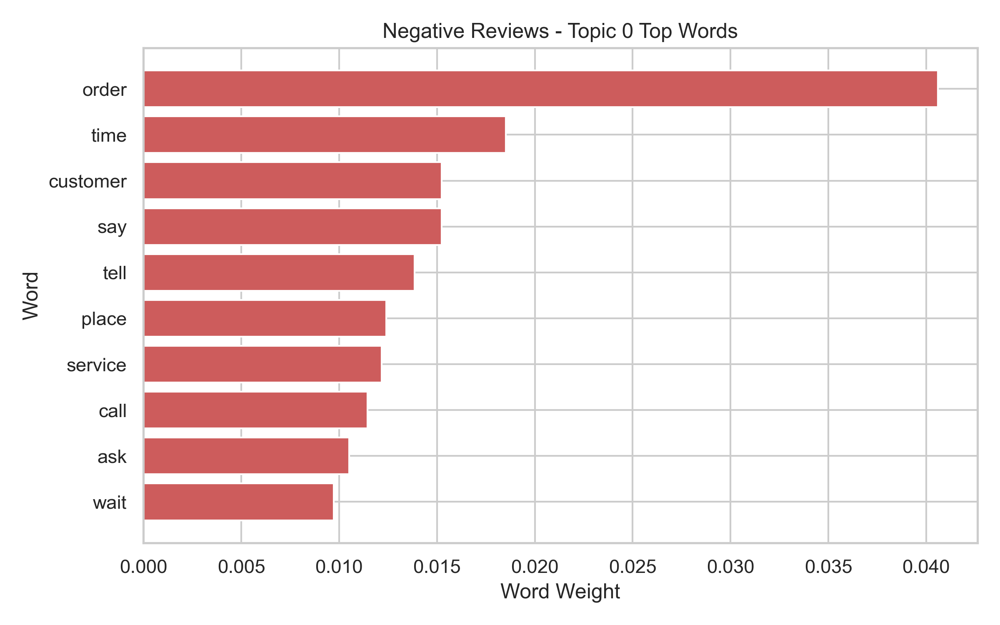 Negative Reviews - Topic 0 Top Words
order
time
customer
say
tell
place
service
call
ask
wait
Word
0.000 0.005 0.010 0.015 0.020 0.025 0.030 0.035 0.040
Word Weight